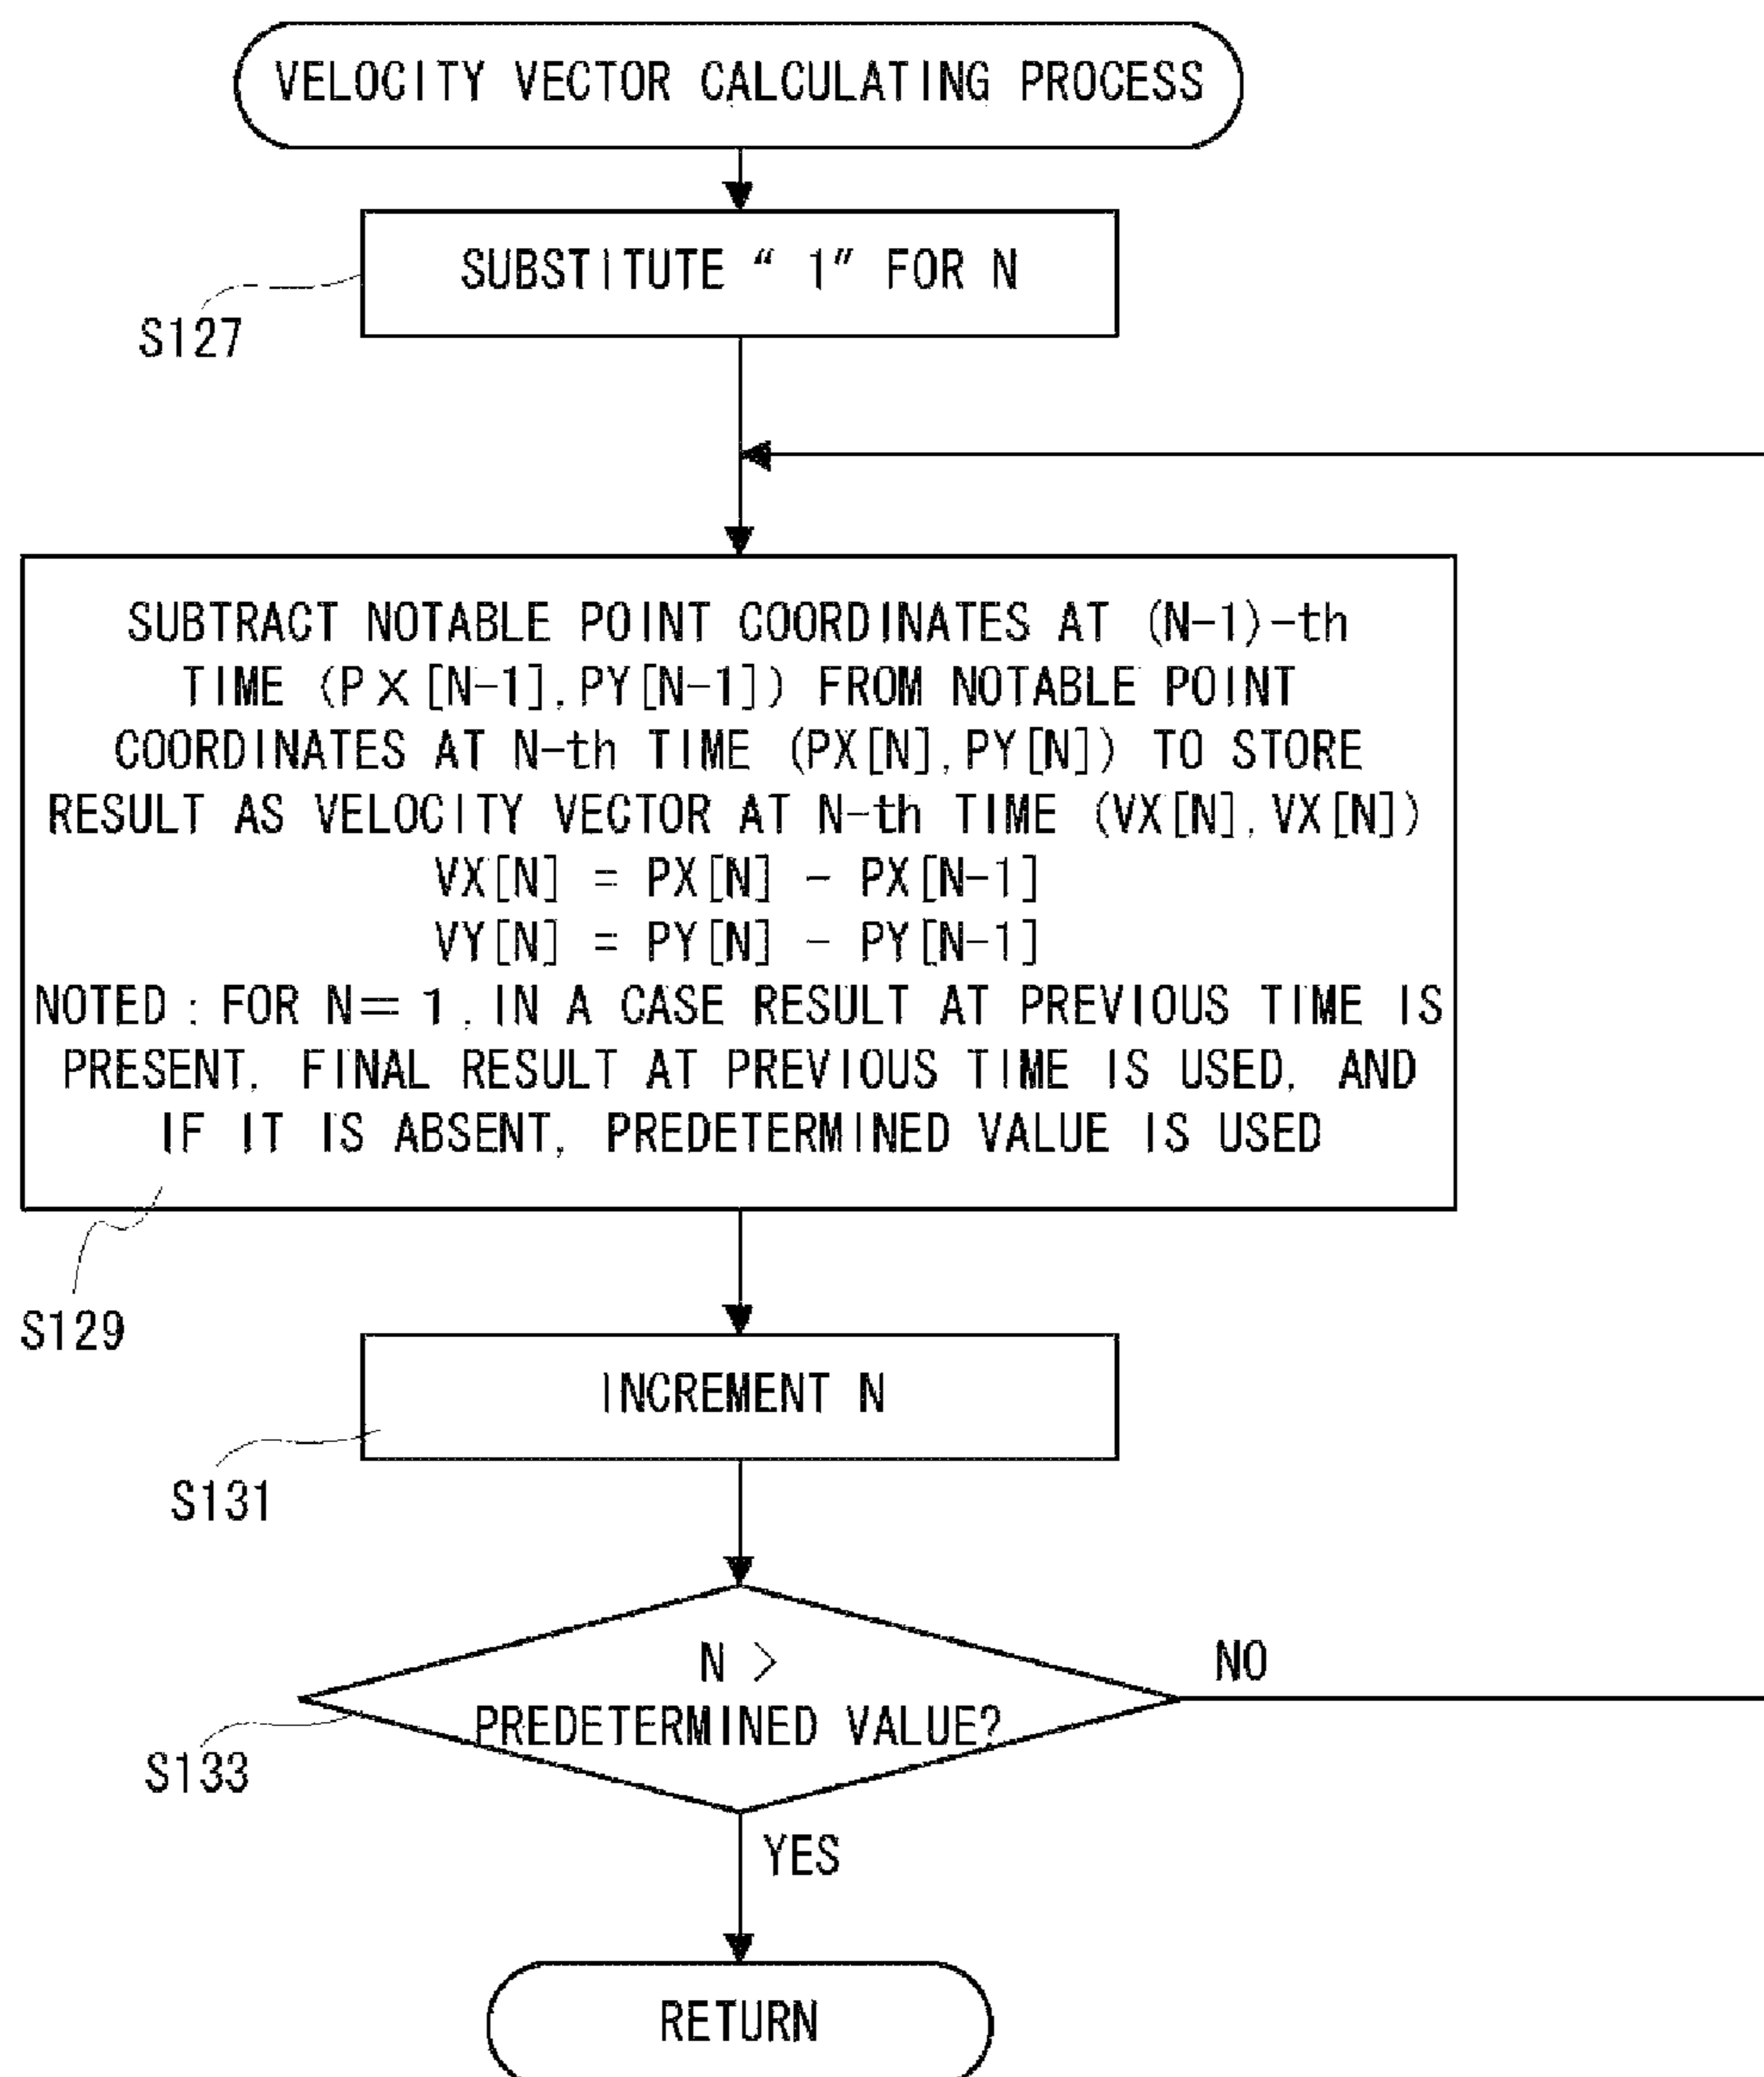 VELOCITY VECTOR CALCULATING PROCESS
SUBSTITUTE “ 1” FOR N
S127
SUBTRACT NOTABLE POINT COORDINATES AT (N-1)-th
TIME (PX[N-1], PY[N-1]) FROM NOTABLE POINT
COORDINATES AT N-th TIME (PX[N], PY[N]) TO STORE
RESULT AS VELOCITY VECTOR AT N-th TIME (VX[N], VX[N])
VX[N] = PX[N] - PX[N-1]
VY[N] = PY[N] - PY[N-1]
NOTED : FOR N= 1, IN A CASE RESULT AT PREVIOUS TIME IS
PRESENT, FINAL RESULT AT PREVIOUS TIME IS USED, AND
IF IT IS ABSENT, PREDETERMINED VALUE IS USED
S129
INCREMENT N
S131
N >
PREDETERMINED VALUE?
NO
S133
YES
RETURN